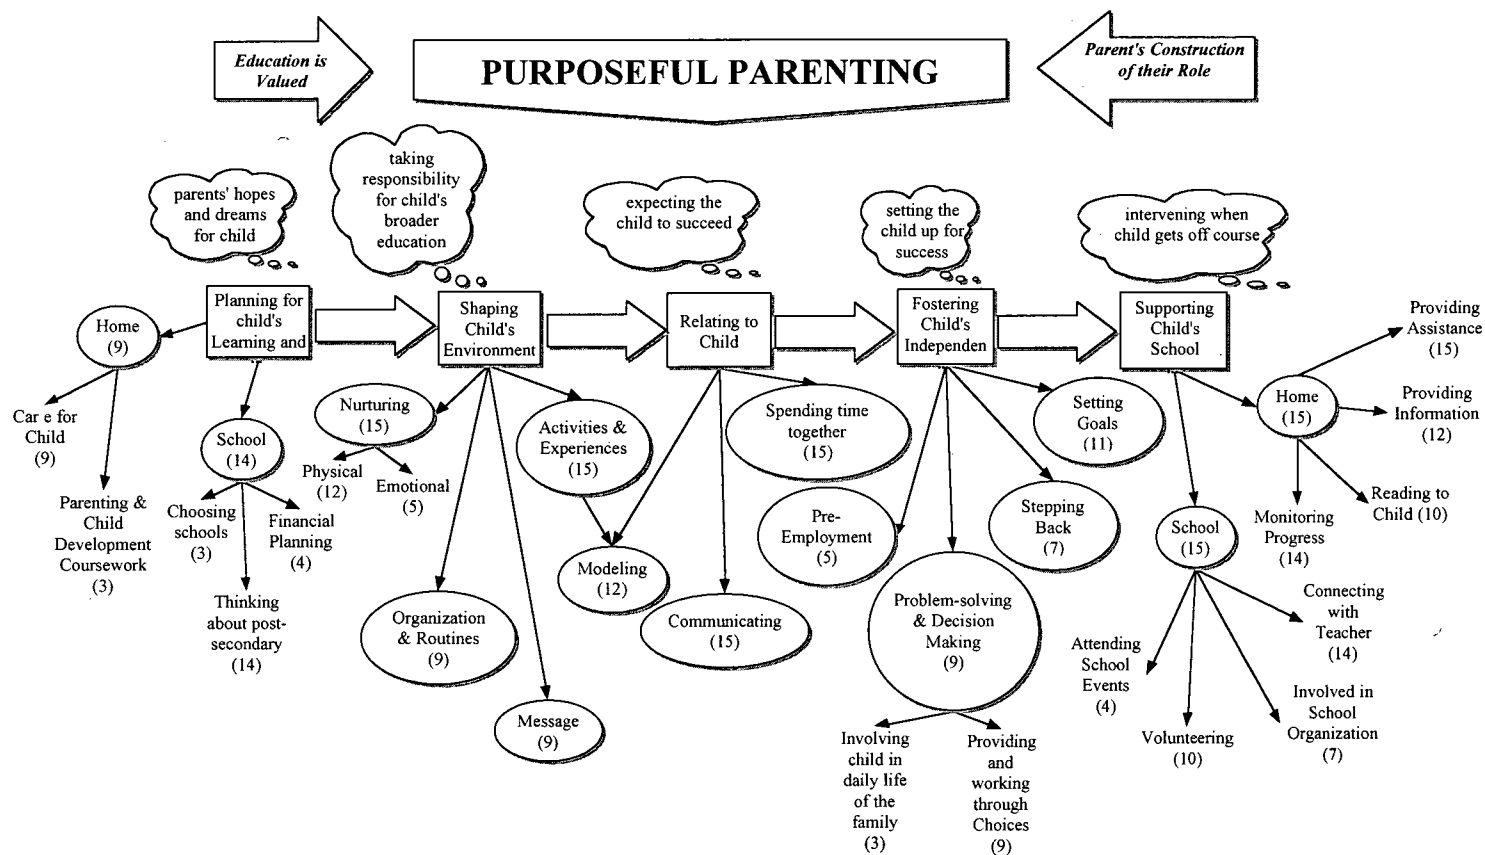 Education is
Valued
PURPOSEFUL PARENTING
Parent's Construction
of their Role
parents' hopes
and dreams
for child
taking
responsibility
for child's
broader
education
expecting the
child to succeed
setting the
child up for
success
intervening when
child gets off course
Planning for
child's
Learning and
Shaping
Child's
Environment
Relating to
Child
Fostering
Child's
Independen
Supporting
Child's
School
Home
(9)
Car e for
Child
(9)
Parenting &
Child
Development
Coursework
(3)
School
(14)
Choosing
schools
(3)
Financial
Planning
(4)
Thinking
about post-
secondary
(14)
Nurturing
(15)
Physical
(12)
Emotional
(5)
Activities &
Experiences
(15)
Organization
& Routines
(9)
Message
(9)
Modeling
(12)
Spending time
together
(15)
Communicating
(15)
Pre-
Employment
(5)
Problem-solving
& Decision
Making
(9)
Involving
child in
daily life
of the
family
(3)
Providing
and
working
through
Choices
(9)
Stepping
Back
(7)
Setting
Goals
(11)
Home
(15)
Providing
Assistance
(15)
Providing
Information
(12)
Reading to
Child (10)
Monitoring
Progress
(14)
School
(15)
Connecting
with
Teacher
(14)
Attending
School
Events
(4)
Volunteering
(10)
Involved in
School
Organization
(7)